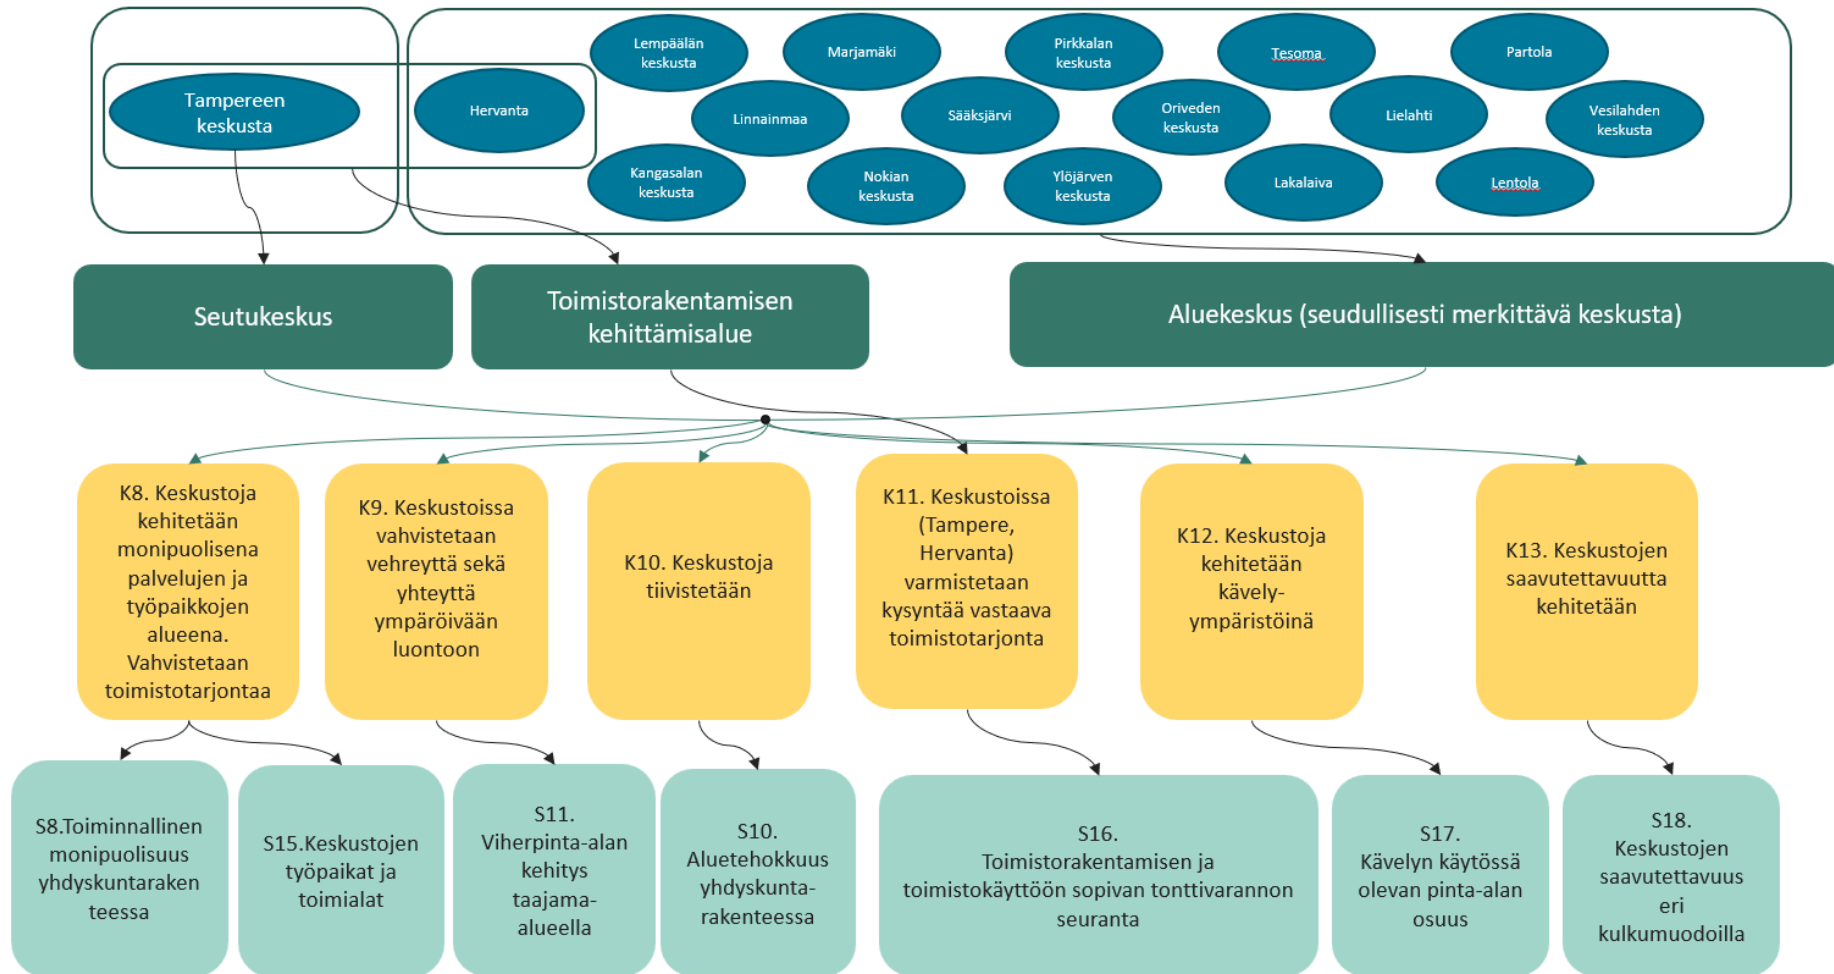 Tampereen
keskusta
Hervanta
Lempäälän
keskusta
Marjamäki
Pirkkalan
keskusta
Tesoma
Partola
Linnainmaa
Sääksjärvi
Oriveden
keskusta
Lielahti
Vesilahden
keskusta
Kangasalan
keskusta
Nokian
keskusta
Ylöjärven
keskusta
Lakalaiva
Lentola
Seutukeskus
Toimistorakentamisen
kehittämisalue
Aluekeskus (seudullisesti merkittävä keskusta)
K8. Keskustoja
kehitetään
monipuolisena
palvelujen ja
työpaikkojen
alueena.
Vahvistetaan
toimistotarjontaa
K9. Keskustoissa
vahvistetaan
vehreyttä sekä
yhteyttä
ympäröivään
luontoon
K10. Keskustoja
tiivistetään
K11. Keskustoissa
(Tampere,
Hervanta)
varmistetaan
kysyntää vastaava
toimistotarjonta
K12. Keskustoja
kehitetään
kävely-
ympäristöinä
K13. Keskustojen
saavutettavuutta
kehitetään
S8.Toiminnallinen
monipuolisuus
yhdyskuntaraken
teessa
S15.Keskustojen
työpaikat ja
toimialat
S11.
Viherpinta-alan
kehitys
taajama-
alueella
S10.
Aluetehokkuus
yhdyskunta-
rakenteessa
S16.
Toimistorakentamisen ja
toimistokäyttöön sopivan tonttivarannon
seuranta
S17.
Kävelyn käytössä
olevan pinta-alan
osuus
S18.
Keskustojen
saavutettavuus
eri
kulkumuodoilla